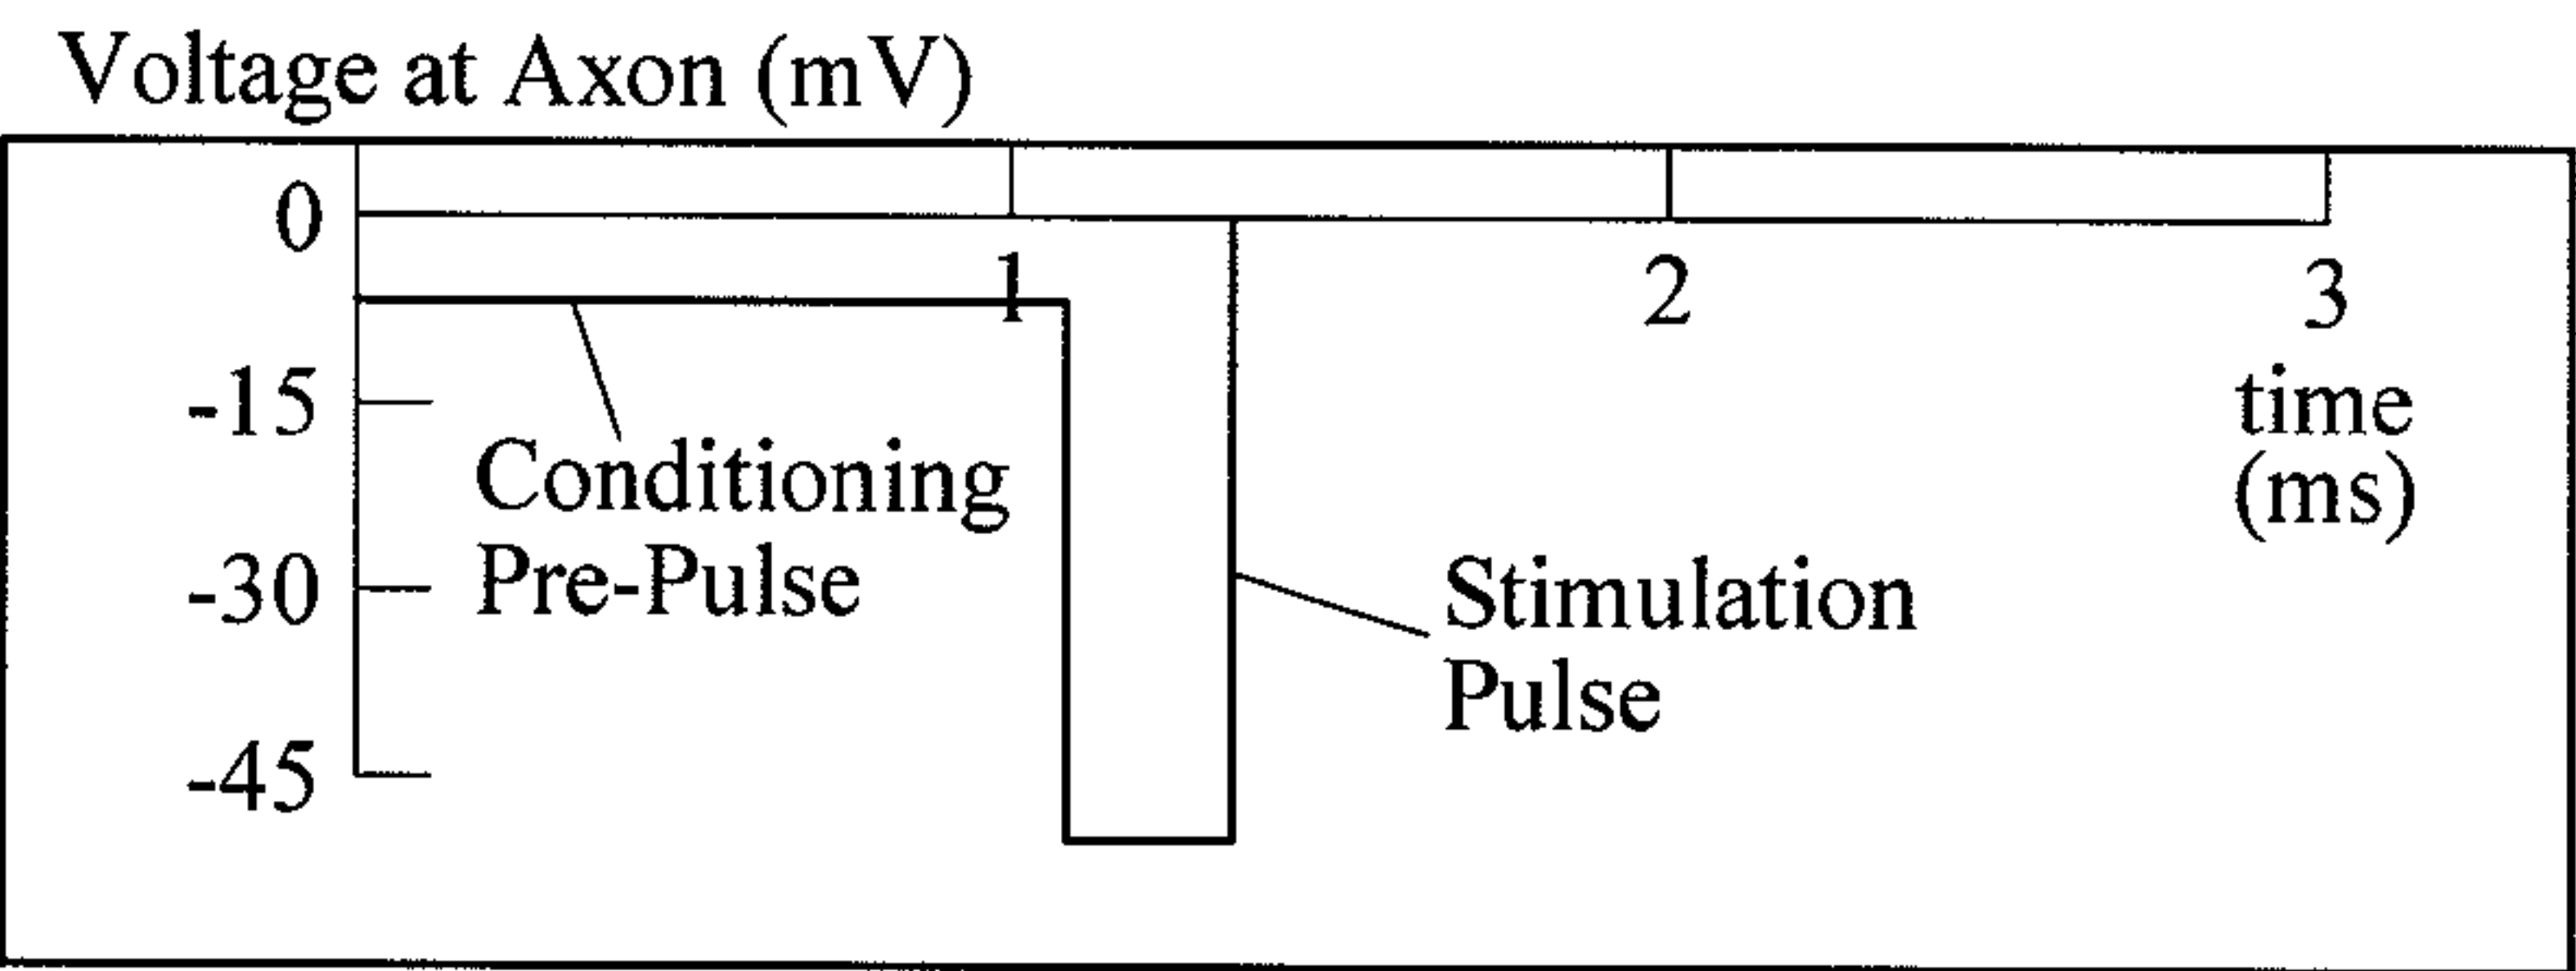 Voltage at Axon (mV)
0
1
2
3
-15
time
(ms)
Conditioning
Pre-Pulse
-30
Stimulation
Pulse
-45